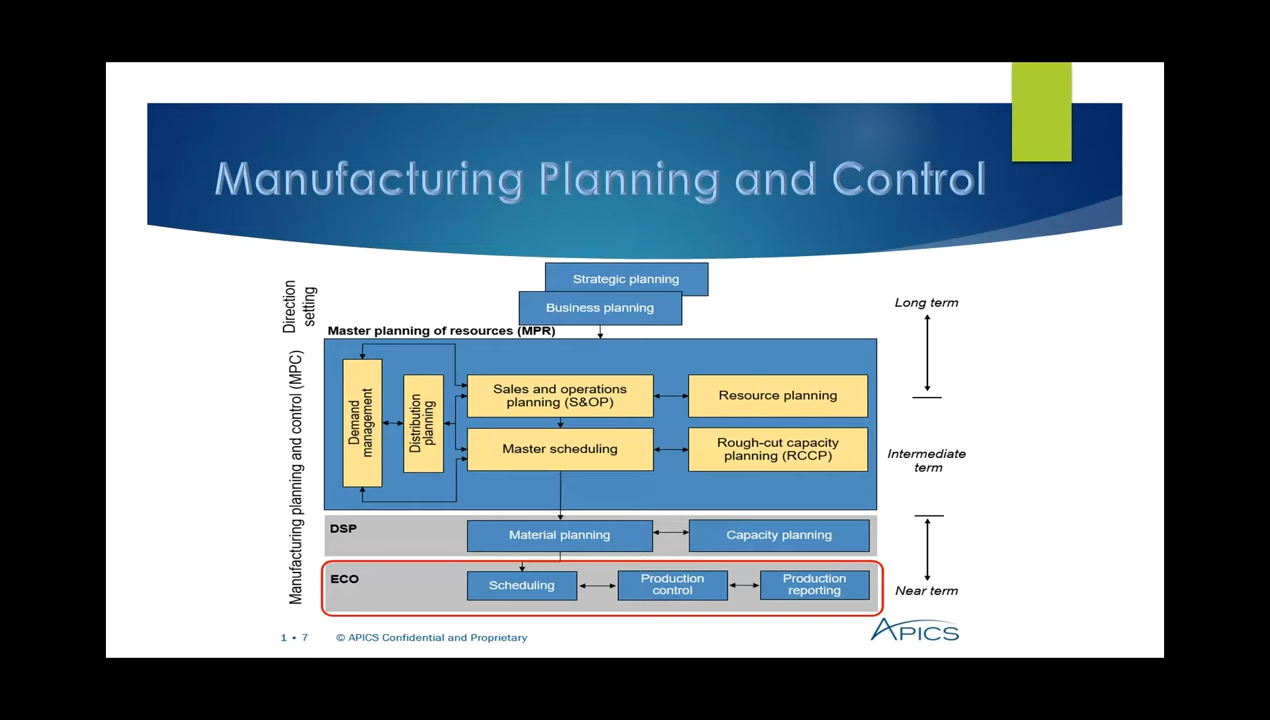 Manufacturing Planning and Control
Strategic planning
Business planning
Direction
setting
Long term
Master planning of resources (MPR)
Manufacturing planning and control (MPC)
Demand
management
Distribution
planning
Sales and operations
planning (S&OP)
Resource planning
Master scheduling
Rough-cut capacity
planning (RCCP)
Intermediate
term
DSP
Material planning
Capacity planning
ECO
Scheduling
Production
control
Production
reporting
Near term
1 • 7
© APICS Confidential and Proprietary
APICS